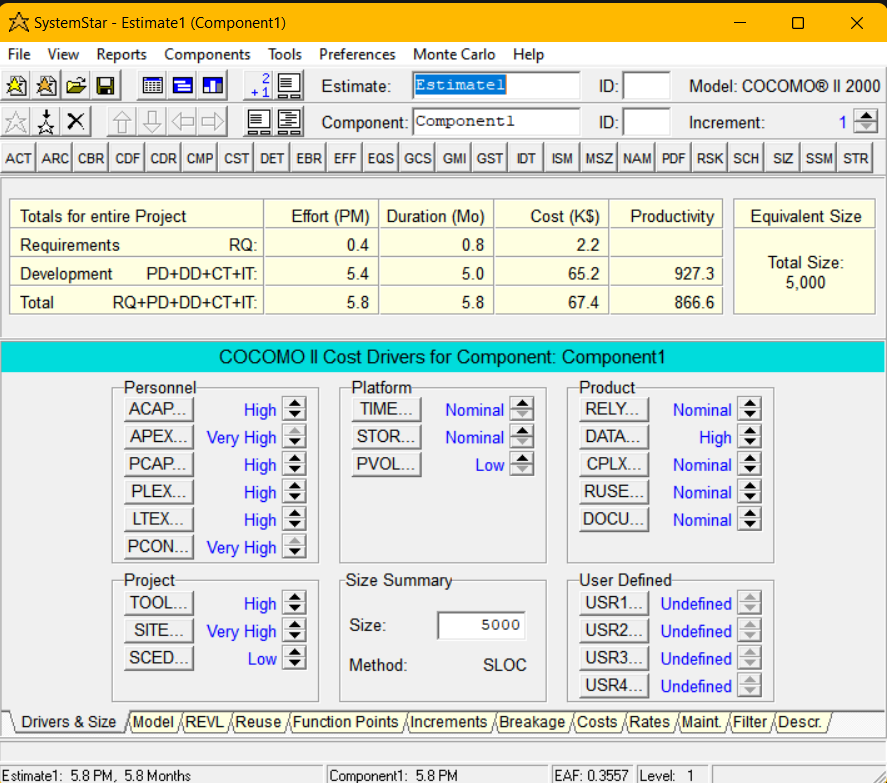 SystemStar - Estimate1 (Component1)
File View Reports Components Tools Preferences Monte Carlo Help
2 +1 Estimate: Estimate1 ID: Model: COCOMO® II 2000
Component: Component1 ID: Increment: 1
ACT ARC CBR CDF CDR CMP CST DET EBR EFF EQS GCS GMI GST IDT ISM MSZ NAM PDF RSK SCH SIZ SSM STR
Totals for entire Project Effort (PM) Duration (Mo) Cost (K$) Productivity Equivalent Size
Requirements RQ: 0.4 0.8 2.2
Development PD+DD+CT+IT: 5.4 5.0 65.2 927.3
Total RQ+PD+DD+CT+IT: 5.8 5.8 67.4 866.6
Total Size:
5,000
COCOMO II Cost Drivers for Component: Component1
Personnel
ACAP... High
APEX... Very High
PCAP... High
PLEX... High
LTEX... High
PCON... Very High
Platform
TIME... Nominal
STOR... Nominal
PVOL... Low
Product
RELY... Nominal
DATA... High
CPLX... Nominal
RUSE... Nominal
DOCU... Nominal
Project
TOOL... High
SITE... Very High
SCED... Low
Size Summary
Size: 5000
Method: SLOC
User Defined
USR1... Undefined
USR2... Undefined
USR3... Undefined
USR4... Undefined
Drivers & Size Model REVL Reuse Function Points Increments Breakage Costs Rates Maint. Filter Descr.
Estimate1: 5.8 PM, 5.8 Months Component1: 5.8 PM EAF: 0.3557 Level: 1